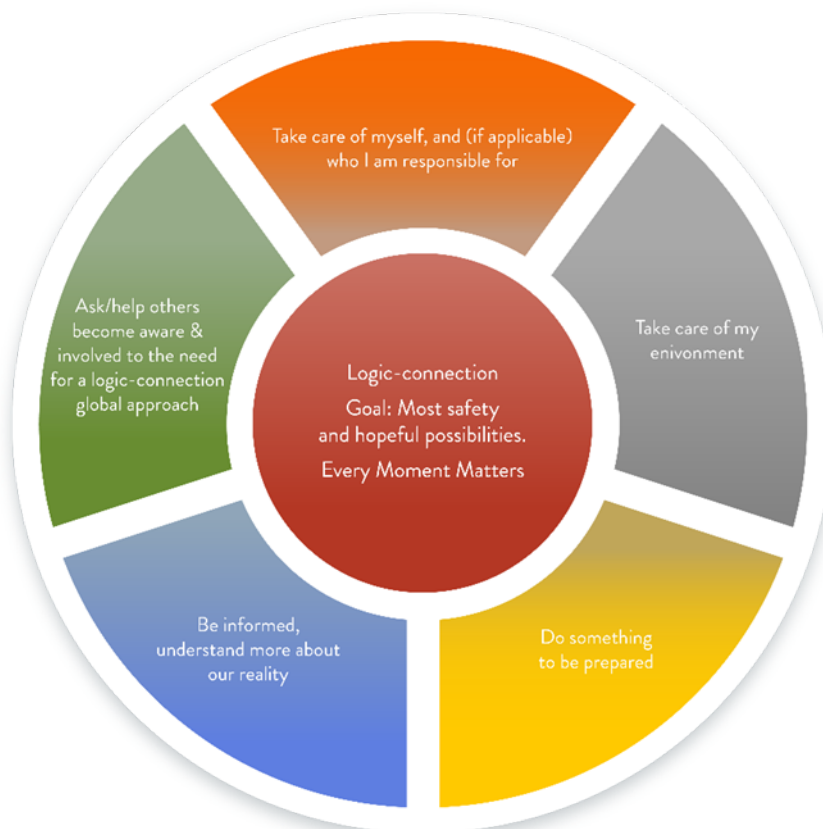 Take care of myself, and (if applicable)
who I am responsible for
Take care of my
enivonment
Do something
to be prepared
Be informed,
understand more about
our reality
Ask/help others
become aware &
involved to the need
for a logic-connection
global approach
Logic-connection
Goal: Most safety
and hopeful possibilities.
Every Moment Matters